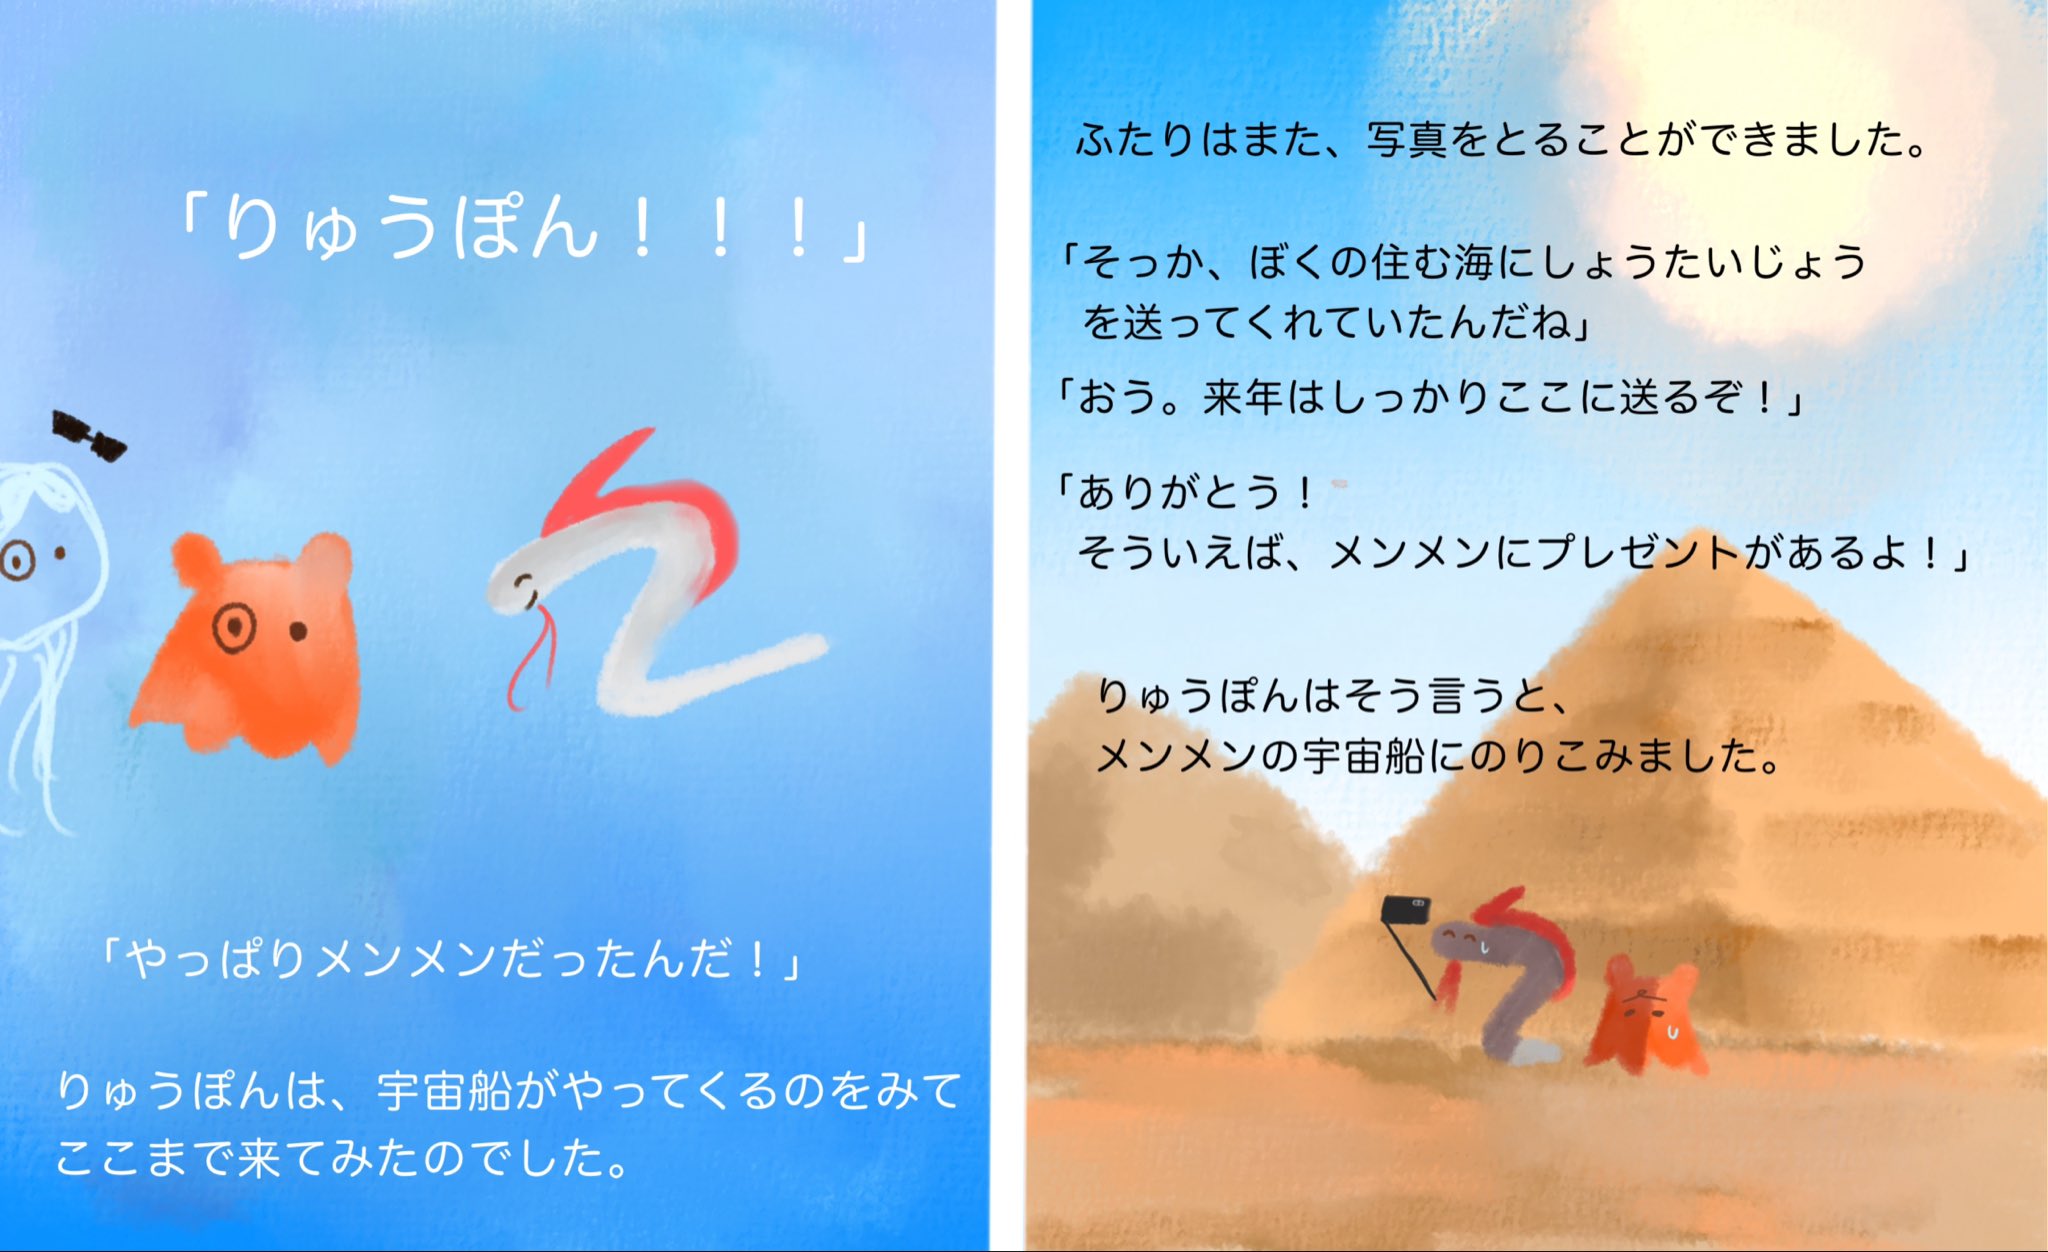 「りゅうぽん！！！」
「やっぱりメンメンだったんだ！」
りゅうぽんは、宇宙船がやってくるのをみて
ここまで来てみたのでした。
ふたりはまた、写真をとることができました。
「そっか、ぼくの住む海にしょうたいじょう
を送ってくれていたんだね」
「おう。来年はしっかりここに送るぞ！」
「ありがとう！
そういえば、メンメンにプレゼントがあるよ！」
りゅうぽんはそう言うと、
メンメンの宇宙船にのりこみました。